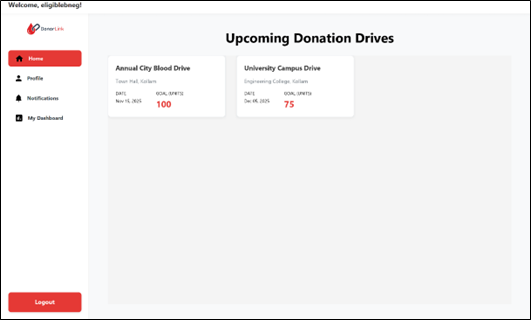 Welcome, eligiblebneg!
DonorLink
Home
Profile
Notifications
My Dashboard
Logout
Upcoming Donation Drives
Annual City Blood Drive
Town Hall, Kollam
DATE GOAL (UNITS)
Nov 15, 2025 100
University Campus Drive
Engineering College, Kollam
DATE GOAL (UNITS)
Dec 05, 2025 75